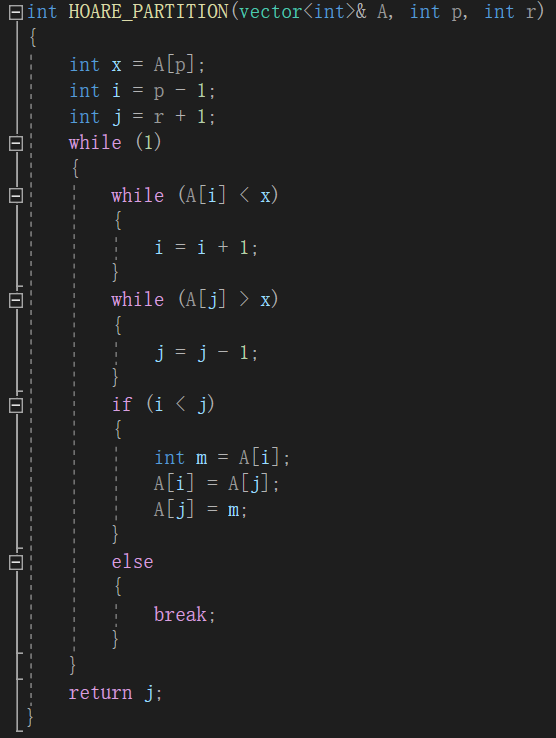 int HOARE_PARTITION(vector<int>& A, int p, int r)
{
    int x = A[p];
    int i = p - 1;
    int j = r + 1;
    while (1)
    {
        while (A[i] < x)
        {
            i = i + 1;
        }
        while (A[j] > x)
        {
            j = j - 1;
        }
        if (i < j)
        {
            int m = A[i];
            A[i] = A[j];
            A[j] = m;
        }
        else
        {
            break;
        }
    }
    return j;
}